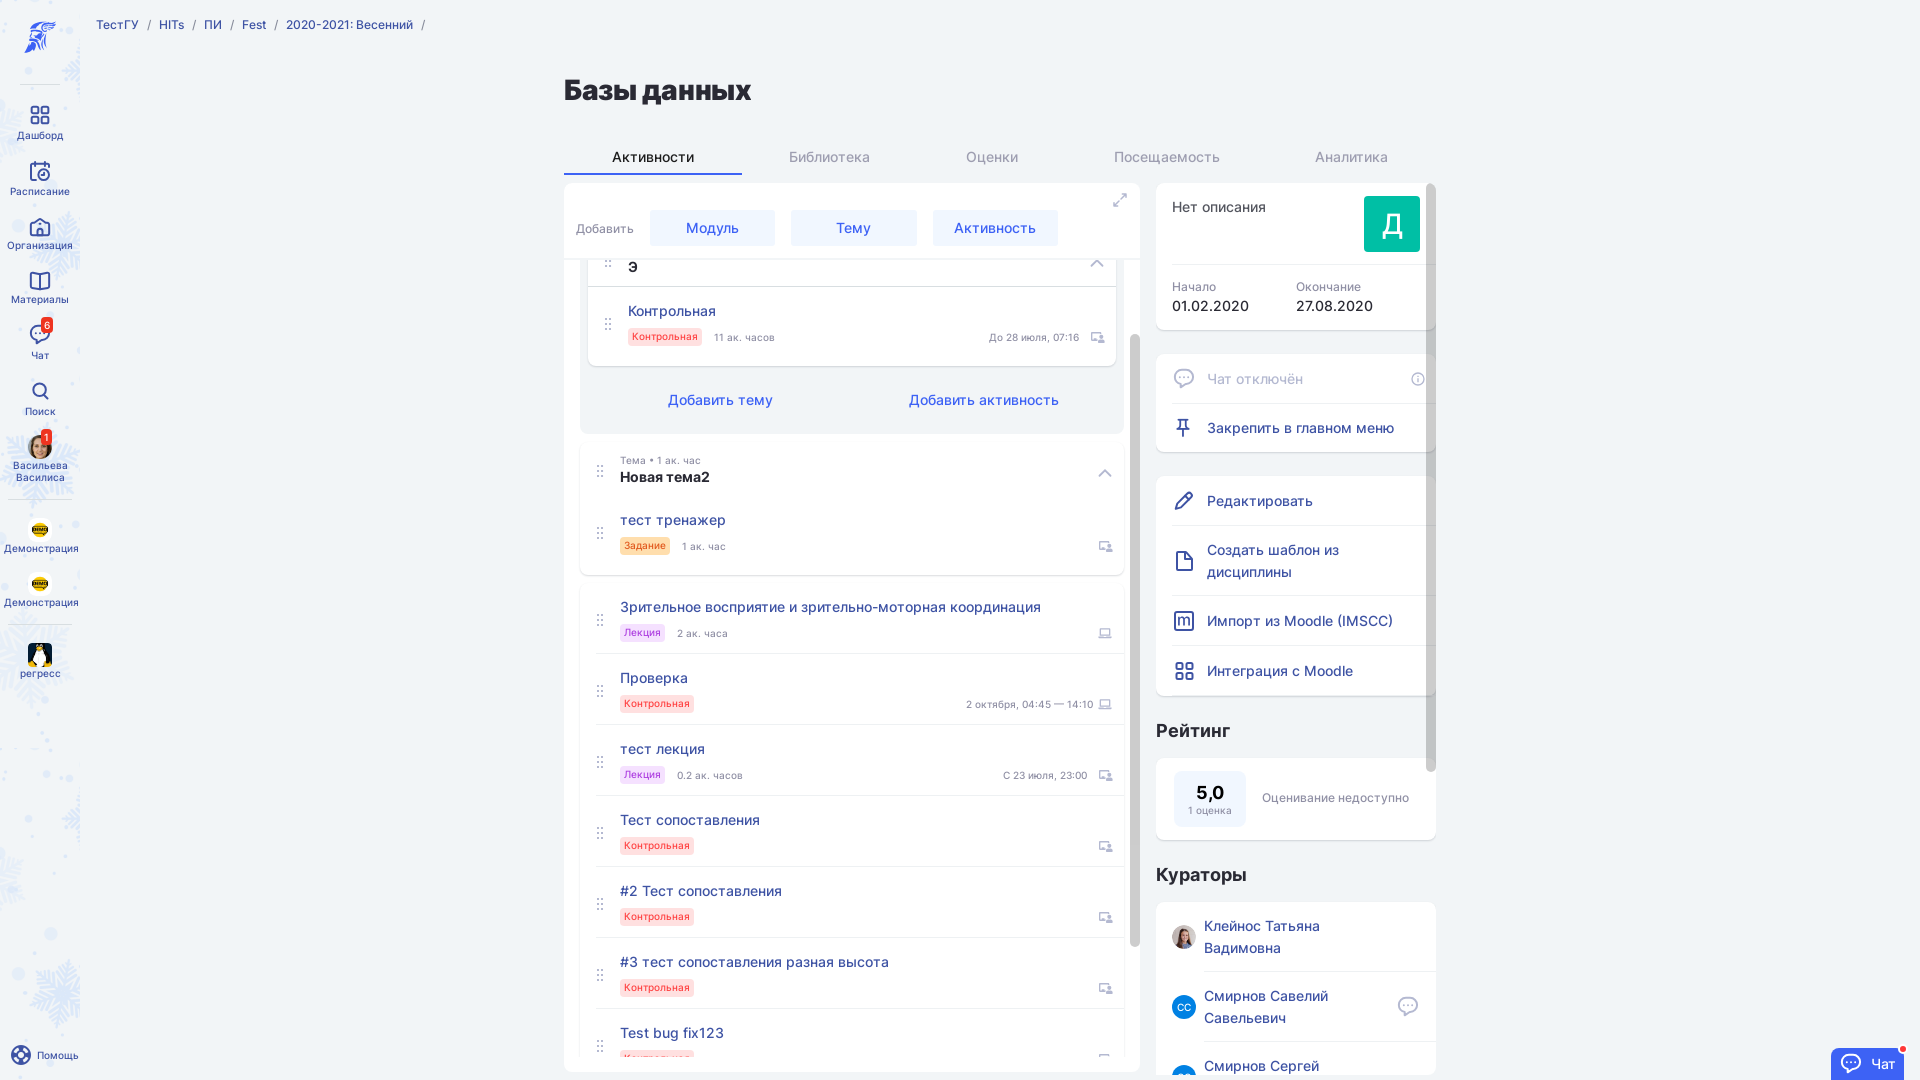 ТестГУ / HITs / ПИ / Fest / 2020-2021: Весенний /
Дашборд
Расписание
Организация
Материалы
6
Чат
Поиск
1
Васильева
Василиса
DEMO
Демонстрация
DEMO
Демонстрация
регресс
Помощь
Базы данных
Активности
Библиотека
Оценки
Посещаемость
Аналитика
Добавить
Модуль
Тему
Активность
Э
Контрольная
Контрольная 11 ак. часов До 28 июля, 07:16
Добавить тему
Добавить активность
Тема • 1 ак. час
Новая тема2
тест тренажер
Задание 1 ак. час
Зрительное восприятие и зрительно-моторная координация
Лекция 2 ак. часа
Проверка
Контрольная 2 октября, 04:45 — 14:10
тест лекция
Лекция 0.2 ак. часов С 23 июля, 23:00
Тест сопоставления
Контрольная
#2 Тест сопоставления
Контрольная
#3 тест сопоставления разная высота
Контрольная
Test bug fix123
Нет описания
Д
Начало
Окончание
01.02.2020
27.08.2020
Чат отключён
Закрепить в главном меню
Редактировать
Создать шаблон из
дисциплины
Импорт из Moodle (IMSCC)
Интеграция с Moodle
Рейтинг
5,0
1 оценка
Оценивание недоступно
Кураторы
Клейнос Татьяна
Вадимовна
СС
Смирнов Савелий
Савельевич
Смирнов Сергей
Чат